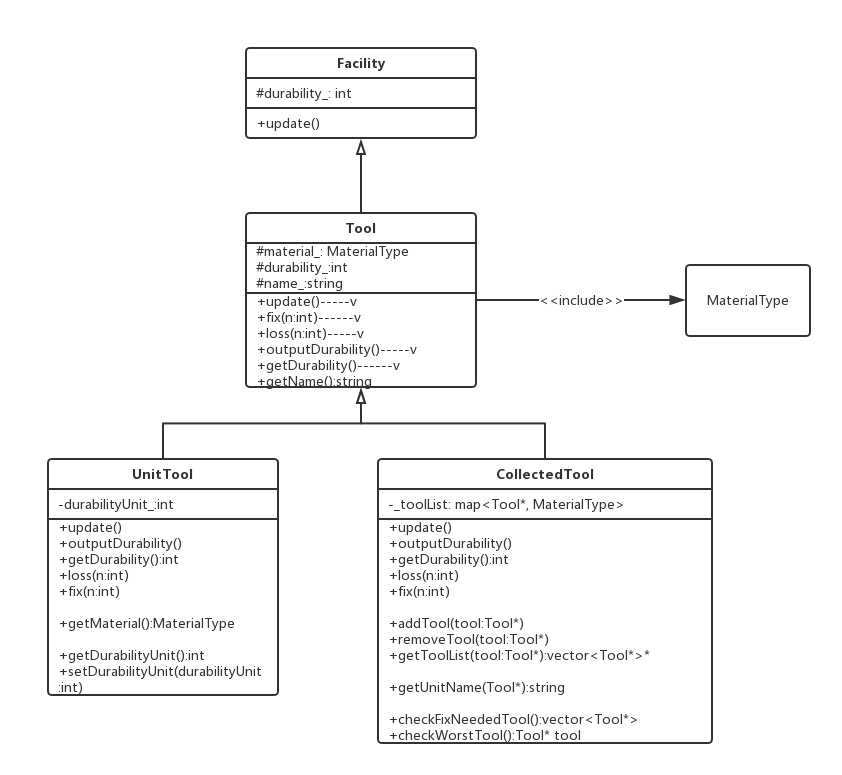 Facility
#durability_: int
+update()
Tool
#material_: MaterialType
#durability_:int
#name_:string
+update()-----v
+fix(n:int)------v
+loss(n:int)-----v
+outputDurability()-----v
+getDurability()------v
+getName():string
<<include>>
MaterialType
UnitTool
-durabilityUnit_:int
+update()
+outputDurability()
+getDurability():int
+loss(n:int)
+fix(n:int)
+getMaterial():MaterialType
+getDurabilityUnit():int
+setDurabilityUnit(durabilityUnit
:int)
CollectedTool
-_toolList: map<Tool*, MaterialType>
+update()
+outputDurability()
+getDurability():int
+loss(n:int)
+fix(n:int)
+addTool(tool:Tool*)
+removeTool(tool:Tool*)
+getToolList(tool:Tool*):vector<Tool*>*
+getUnitName(Tool*):string
+checkFixNeededTool():vector<Tool*>
+checkWorstTool():Tool* tool